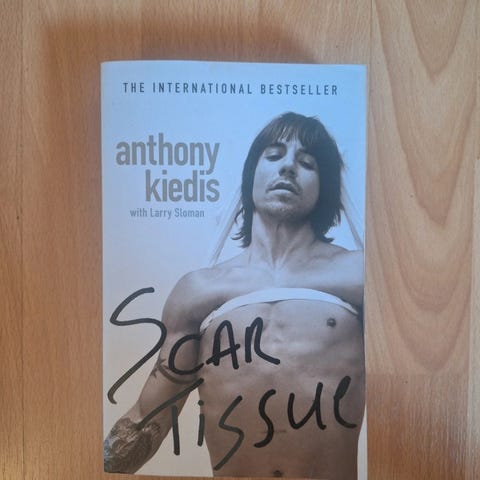 THE INTERNATIONAL BESTSELLER
anthony
kiedis
with Larry Sloman
SCAR
TISSUE